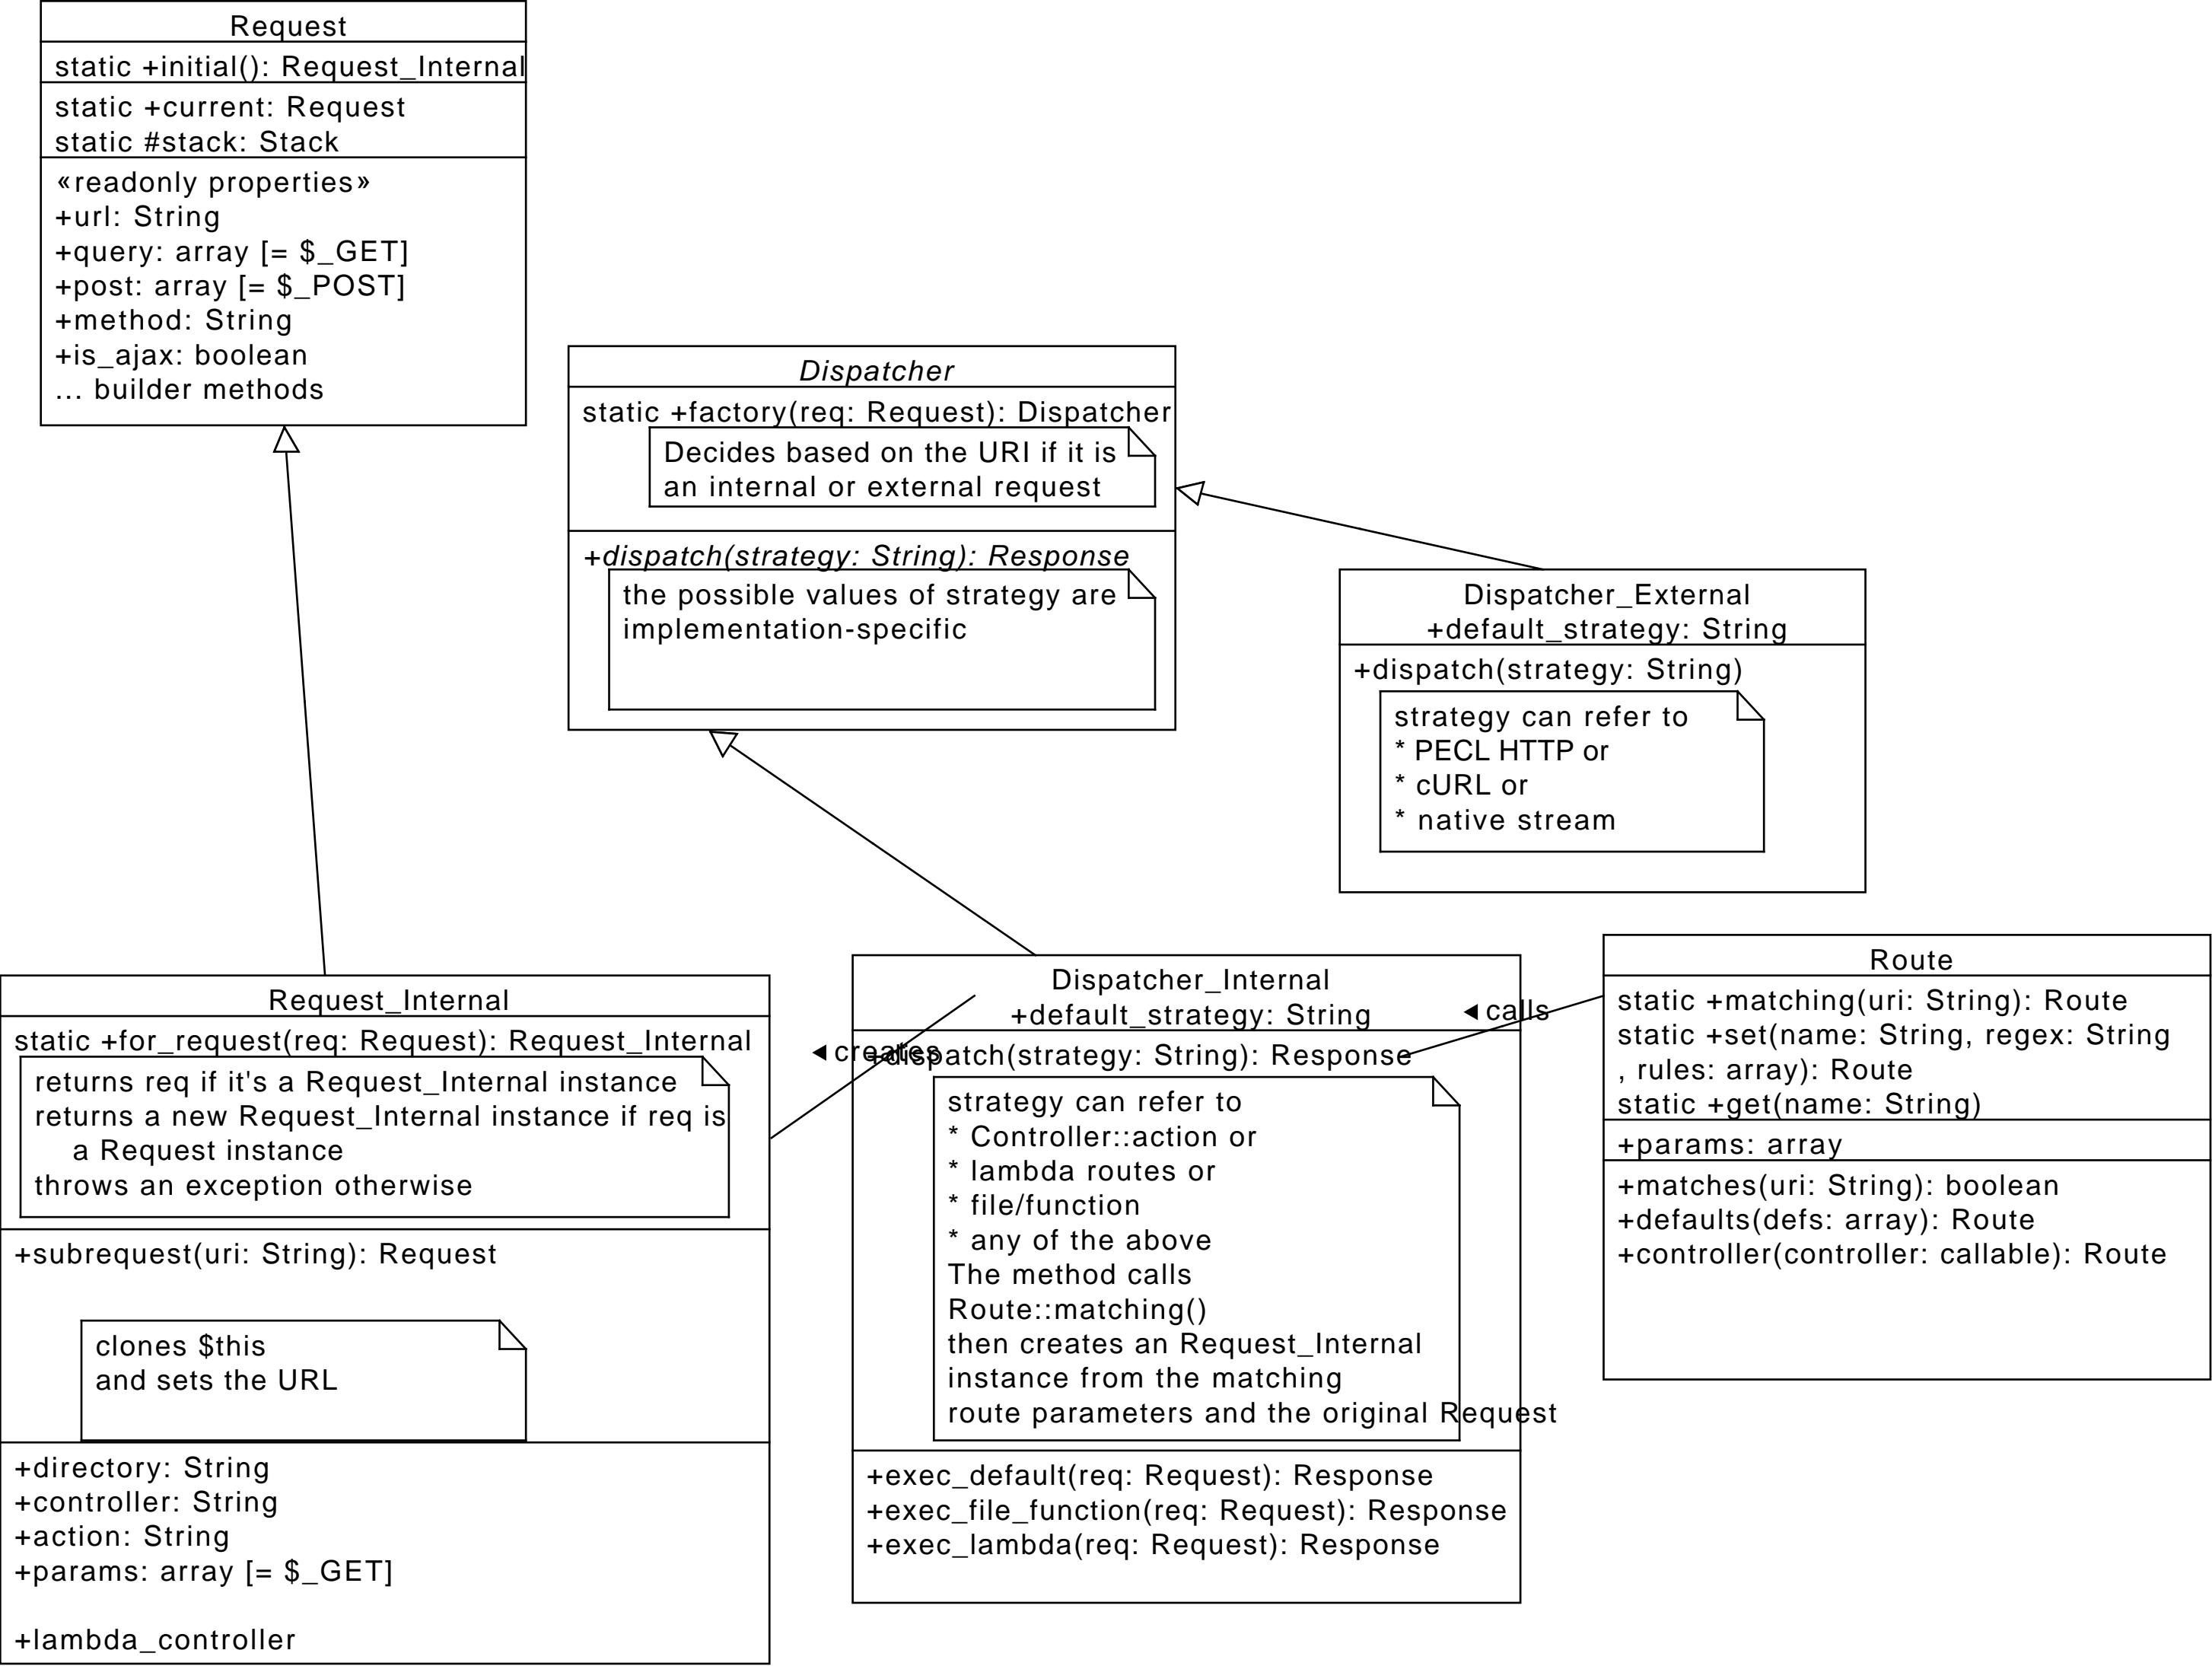 Request
static +initial(): Request_Internal
static +current: Request
static #stack: Stack
«readonly properties»
+url: String
+query: array [= $_GET]
+post: array [= $_POST]
+method: String
+is_ajax: boolean
... builder methods
Dispatcher
static +factory(req: Request): Dispatcher
Decides based on the URI if it is
an internal or external request
+dispatch(strategy: String): Response
the possible values of strategy are
implementation-specific
Dispatcher_External
+default_strategy: String
+dispatch(strategy: String)
strategy can refer to
* PECL HTTP or
* cURL or
* native stream
Request_Internal
static +for_request(req: Request): Request_Internal
returns req if it's a Request_Internal instance
returns a new Request_Internal instance if req is
a Request instance
throws an exception otherwise
+subrequest(uri: String): Request
clones $this
and sets the URL
+directory: String
+controller: String
+action: String
+params: array [= $_GET]
+lambda_controller
◄ creates
Dispatcher_Internal
+default_strategy: String
+dispatch(strategy: String): Response
strategy can refer to
* Controller::action or
* lambda routes or
* file/function
* any of the above
The method calls
Route::matching()
then creates an Request_Internal
instance from the matching
route parameters and the original Request
+exec_default(req: Request): Response
+exec_file_function(req: Request): Response
+exec_lambda(req: Request): Response
◄ calls
Route
static +matching(uri: String): Route
static +set(name: String, regex: String
, rules: array): Route
static +get(name: String)
+params: array
+matches(uri: String): boolean
+defaults(defs: array): Route
+controller(controller: callable): Route